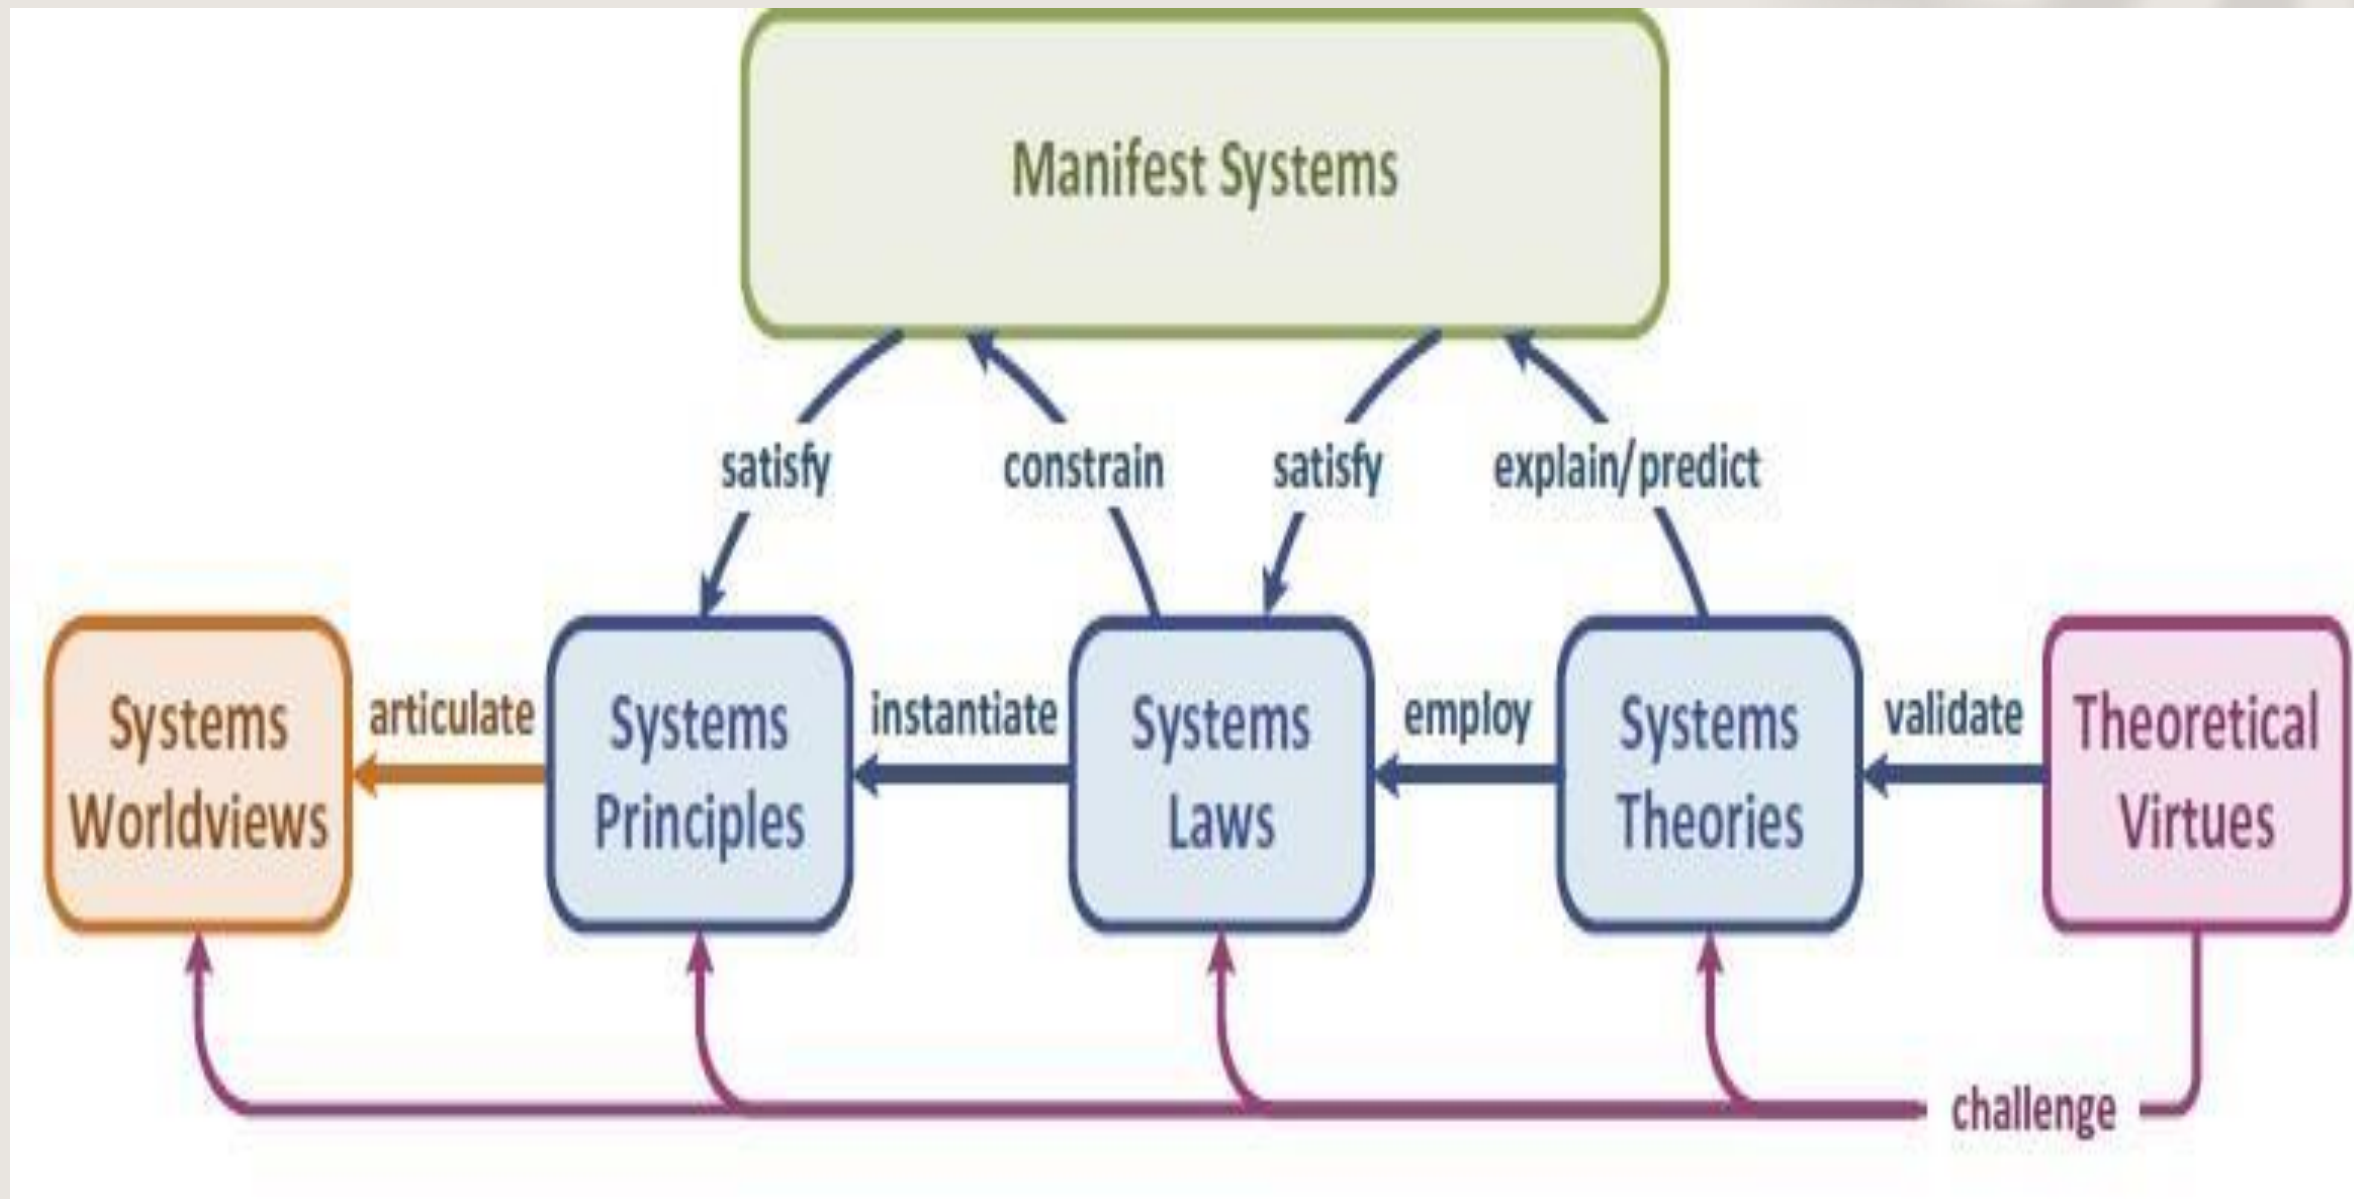 Manifest Systems
satisfy
constrain
satisfy
explain/predict
Systems
Worldviews
articulate
Systems
Principles
instantiate
Systems
Laws
employ
Systems
Theories
validate
Theoretical
Virtues
challenge